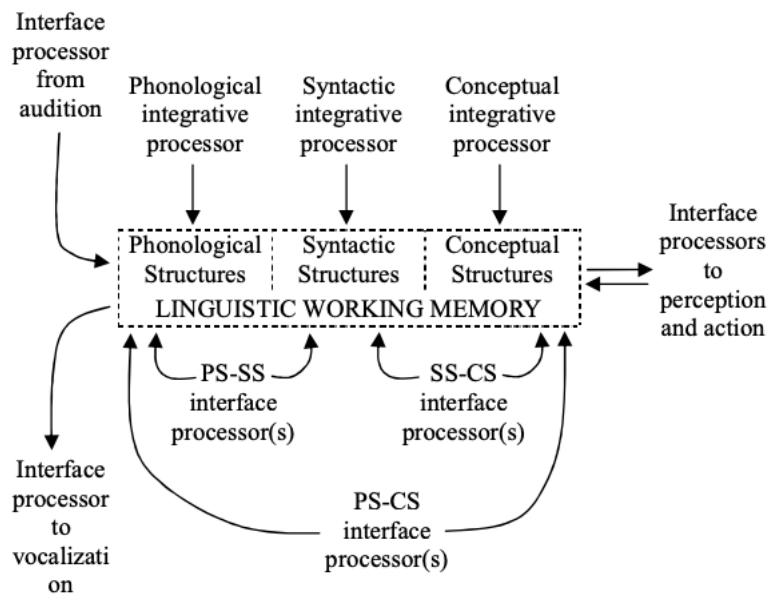 Interface
processor
from
audition
Phonological
integrative
processor
Syntactic
integrative
processor
Conceptual
integrative
processor
Phonological
Structures
Syntactic
Structures
Conceptual
Structures
LINGUISTIC WORKING MEMORY
Interface
processors
to
perception
and action
PS-SS
interface
processor(s)
SS-CS
interface
processor(s)
Interface
processor
to
vocalizati
on
PS-CS
interface
processor(s)